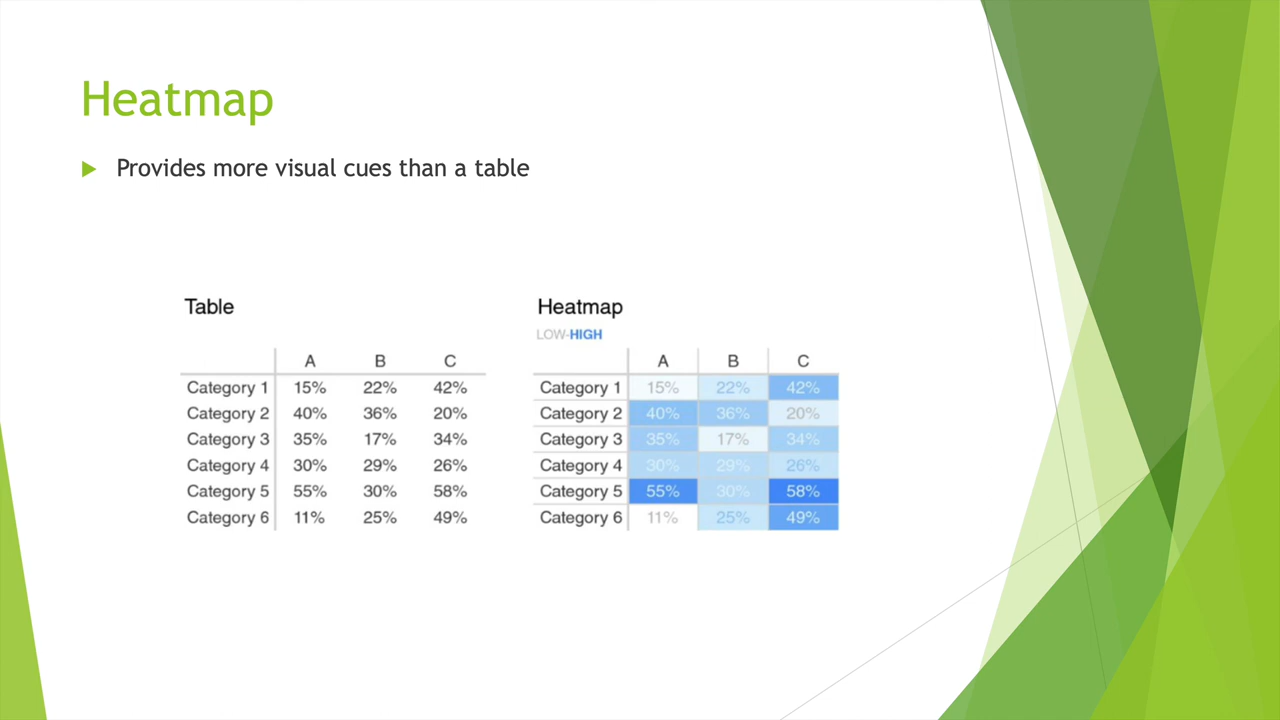 Heatmap
Provides more visual cues than a table
Table
A B C
Category 1 15% 22% 42%
Category 2 40% 36% 20%
Category 3 35% 17% 34%
Category 4 30% 29% 26%
Category 5 55% 30% 58%
Category 6 11% 25% 49%
Heatmap
LOW-HIGH
A B C
Category 1 15% 22% 42%
Category 2 40% 36% 20%
Category 3 35% 17% 34%
Category 4 30% 29% 26%
Category 5 55% 30% 58%
Category 6 11% 25% 49%